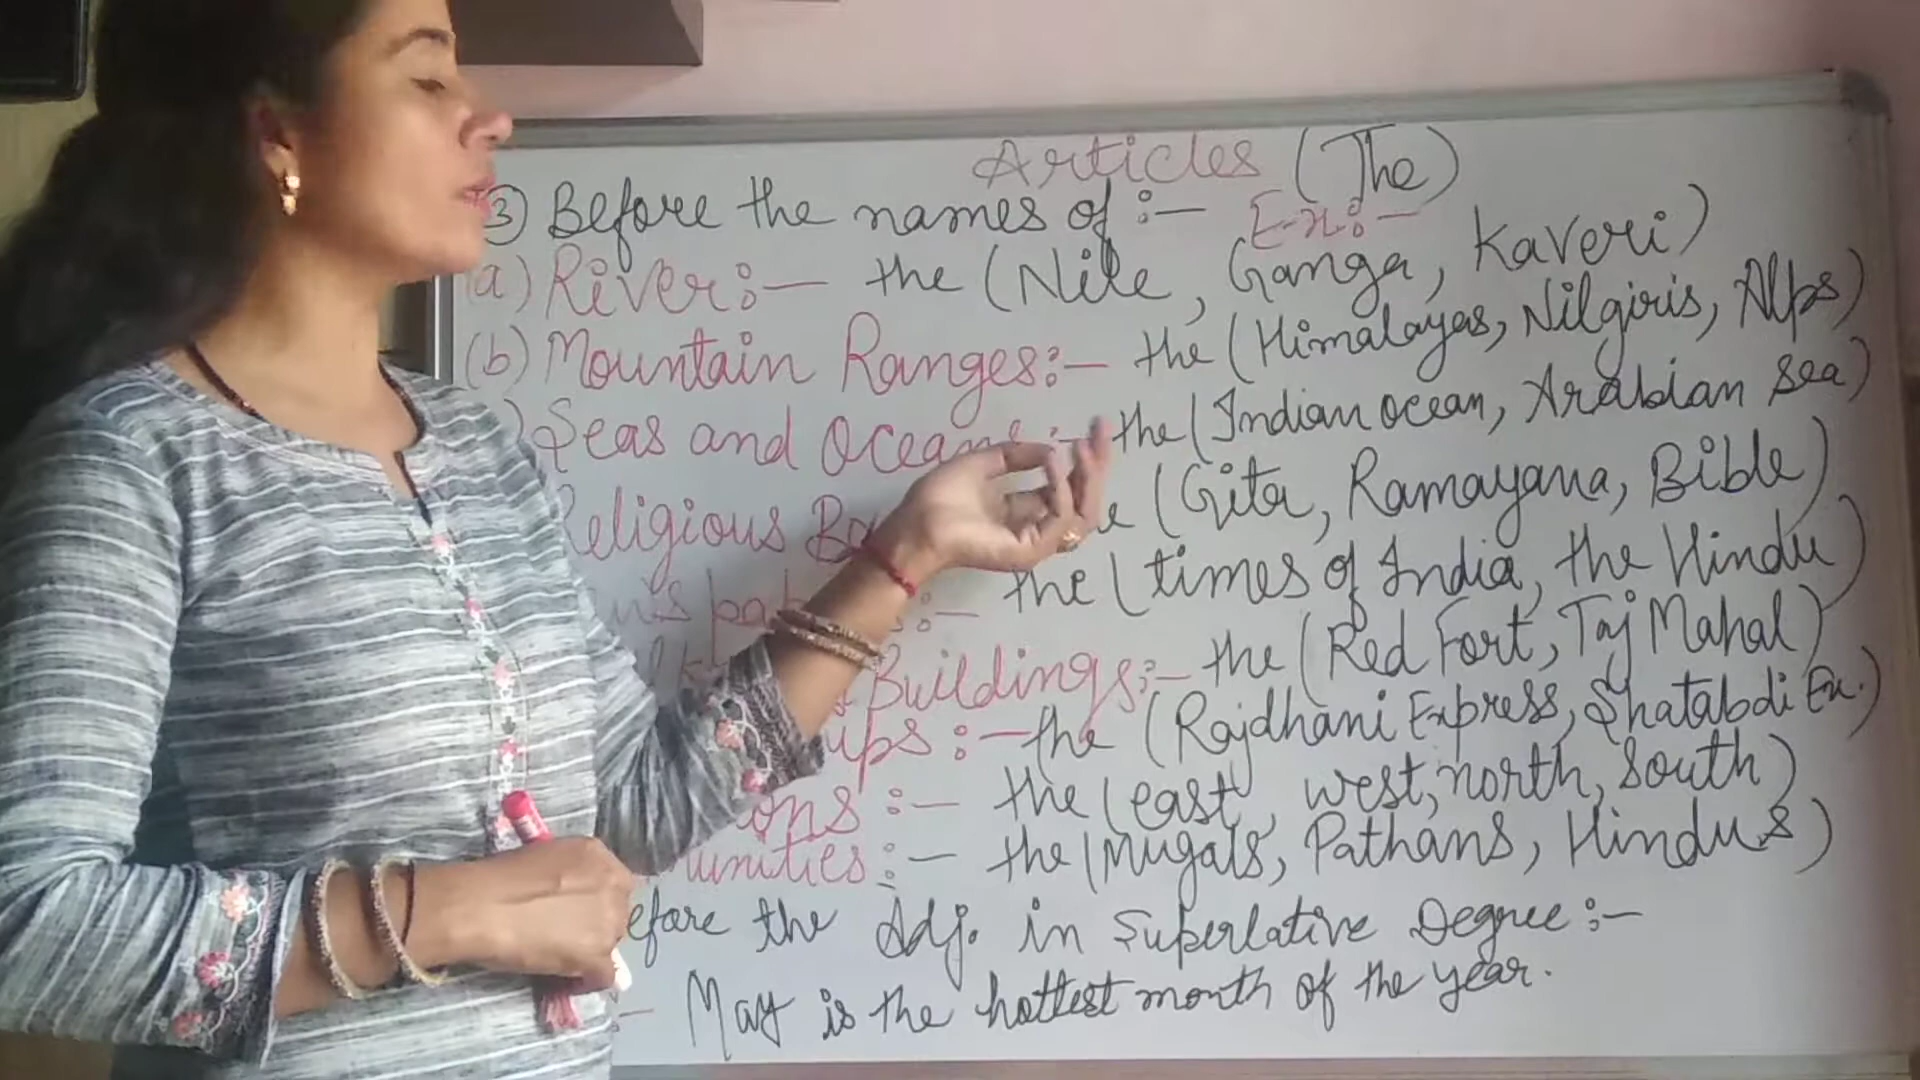 Articles (The)
③ Before the names of :— Ex:—
(a) River:— the (Nile, Ganga, Kaveri)
(b) Mountain Ranges:— the (Himalayas, Nilgiris, Alps)
) Seas and Oceans :— the (Indian ocean, Arabian Sea)
Religious (Gita, Ramayana, Bible)
:— the (times of India, the Hindu)
Buildings:— the (Red Fort, Taj Mahal)
:— the (Rajdhani Express, Shatabdi Ex.)
:— the (east, west, north, South)
:— the (Mugals, Pathans, Hindus)
efore the Adj. in Superlative Degree :—
:— May is the hottest month of the year.